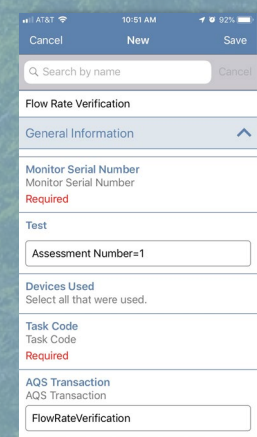 AT&T 10:51 AM 92%
Cancel New Save
Search by name Cancel
Flow Rate Verification
General Information
Monitor Serial Number
Monitor Serial Number
Required
Test
Assessment Number=1
Devices Used
Select all that were used.
Task Code
Task Code
Required
AQS Transaction
AQS Transaction
FlowRateVerification